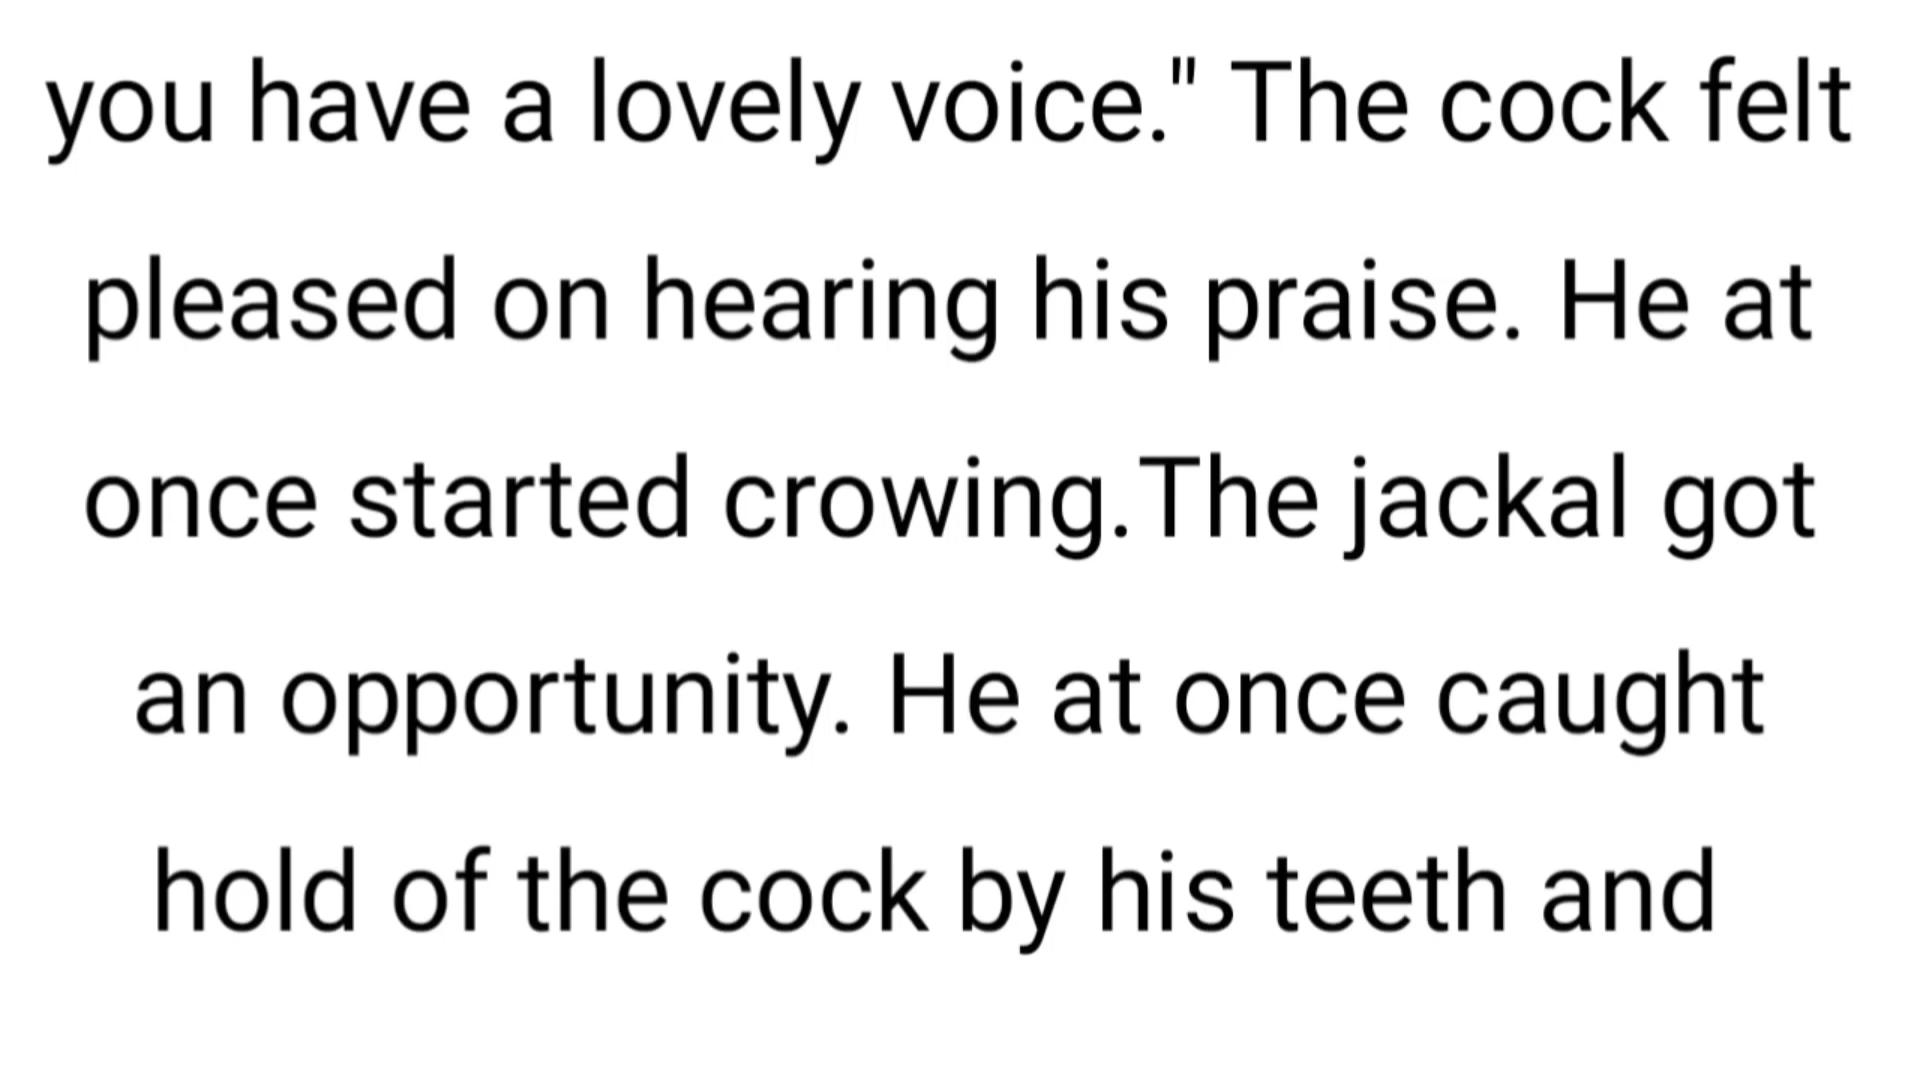 you have a lovely voice." The cock felt
pleased on hearing his praise. He at
once started crowing.The jackal got
an opportunity. He at once caught
hold of the cock by his teeth and